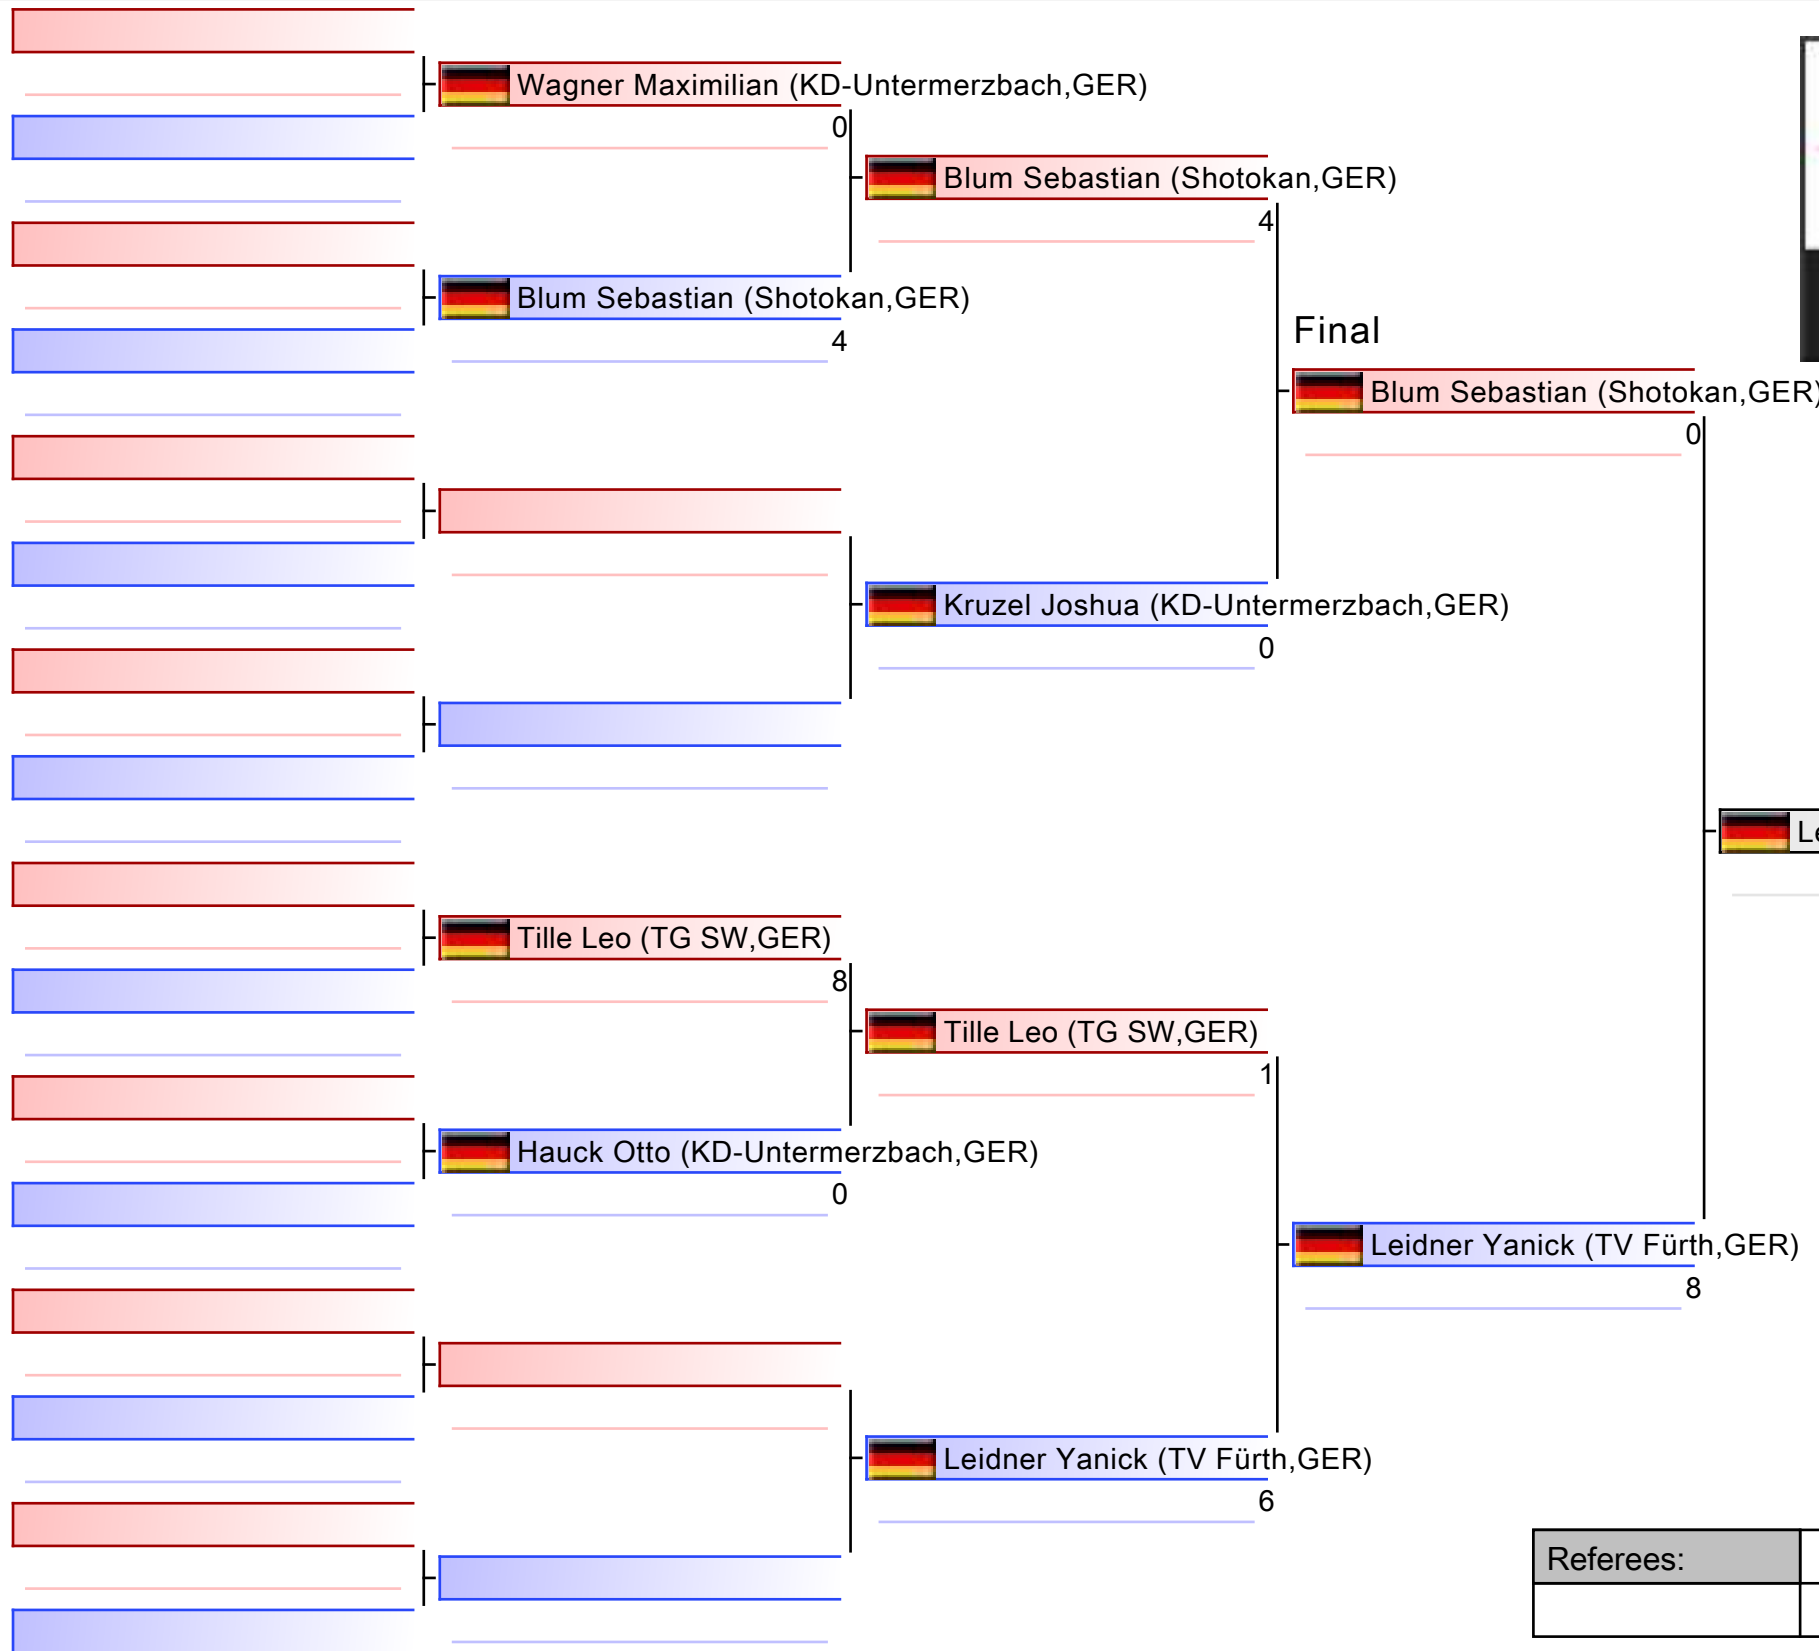 Wagner Maximilian (KD-Untermerzbach,GER)
0
Blum Sebastian (Shotokan,GER)
4
Blum Sebastian (Shotokan,GER)
4
Kruzel Joshua (KD-Untermerzbach,GER)
0
Final
Blum Sebastian (Shotokan,GER)
0
Tille Leo (TG SW,GER)
8
Hauck Otto (KD-Untermerzbach,GER)
0
Tille Leo (TG SW,GER)
1
Leidner Yanick (TV Fürth,GER)
6
Leidner Yanick (TV Fürth,GER)
8
Referees: